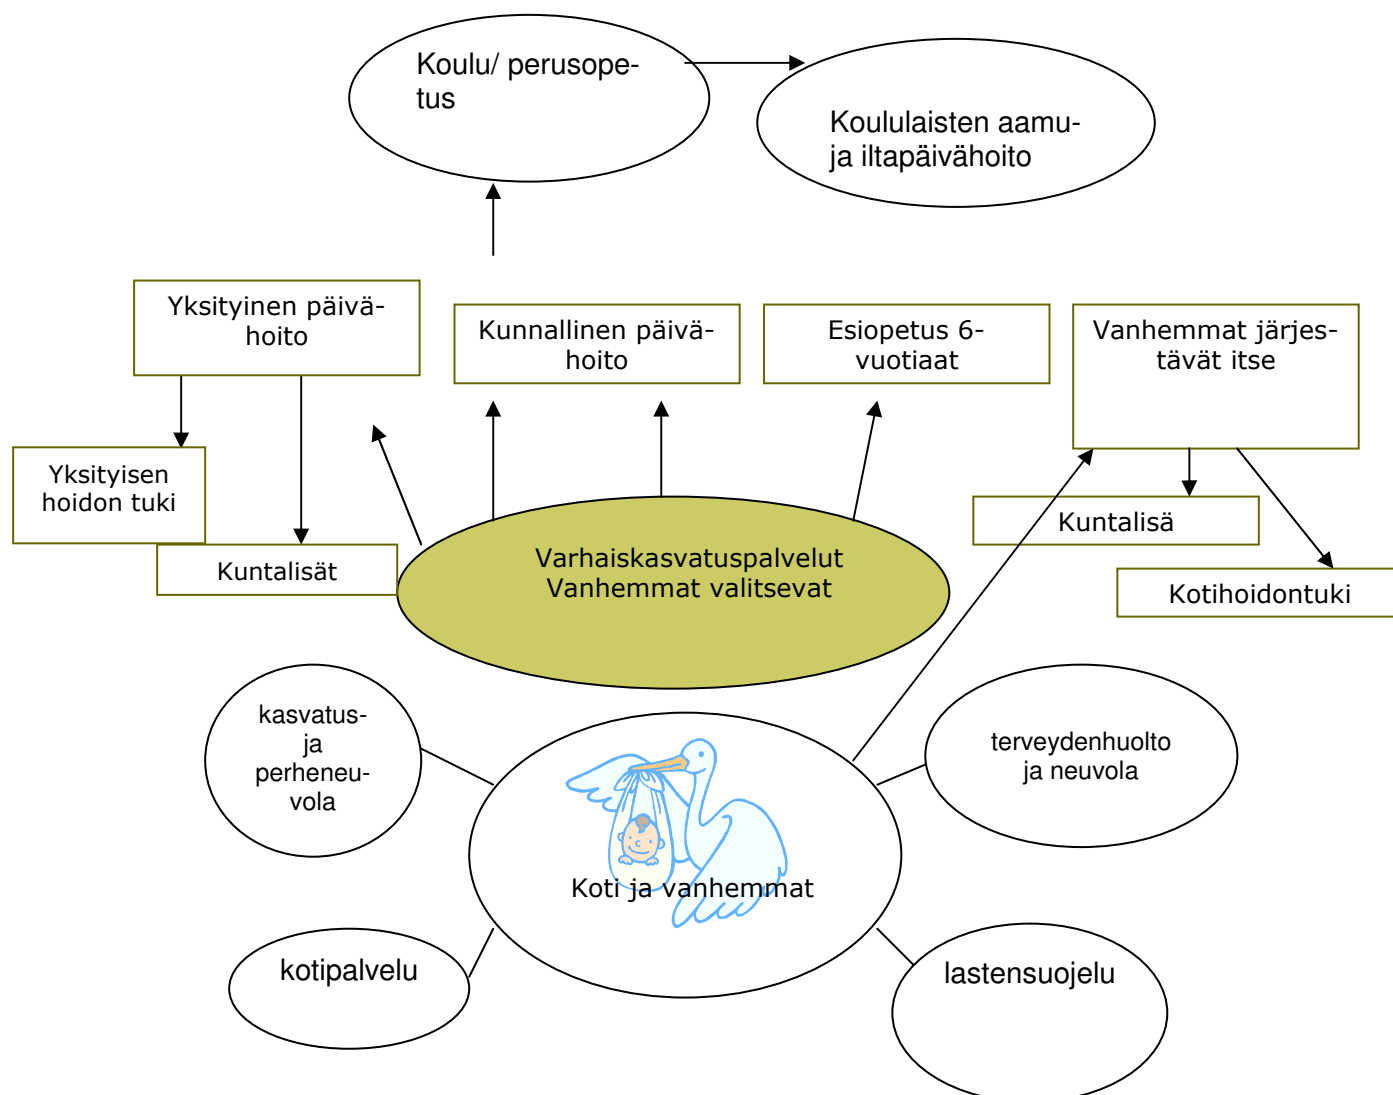 Koulu/ perusope-
tus
Koululaisten aamu-
ja iltapäivähoito
Yksityinen päivä-
hoito
Kunnallinen päivä-
hoito
Esiopetus 6-
vuotiaat
Vanhemmat järjes-
tävät itse
Yksityisen
hoidon tuki
Kuntalisät
Kuntalisä
Kotihoidontuki
Varhaiskasvatuspalvelut
Vanhemmat valitsevat
kasvatus-
ja
perheneu-
vola
terveydenhuolto
ja neuvola
Koti ja vanhemmat
kotipalvelu
lastensuojelu